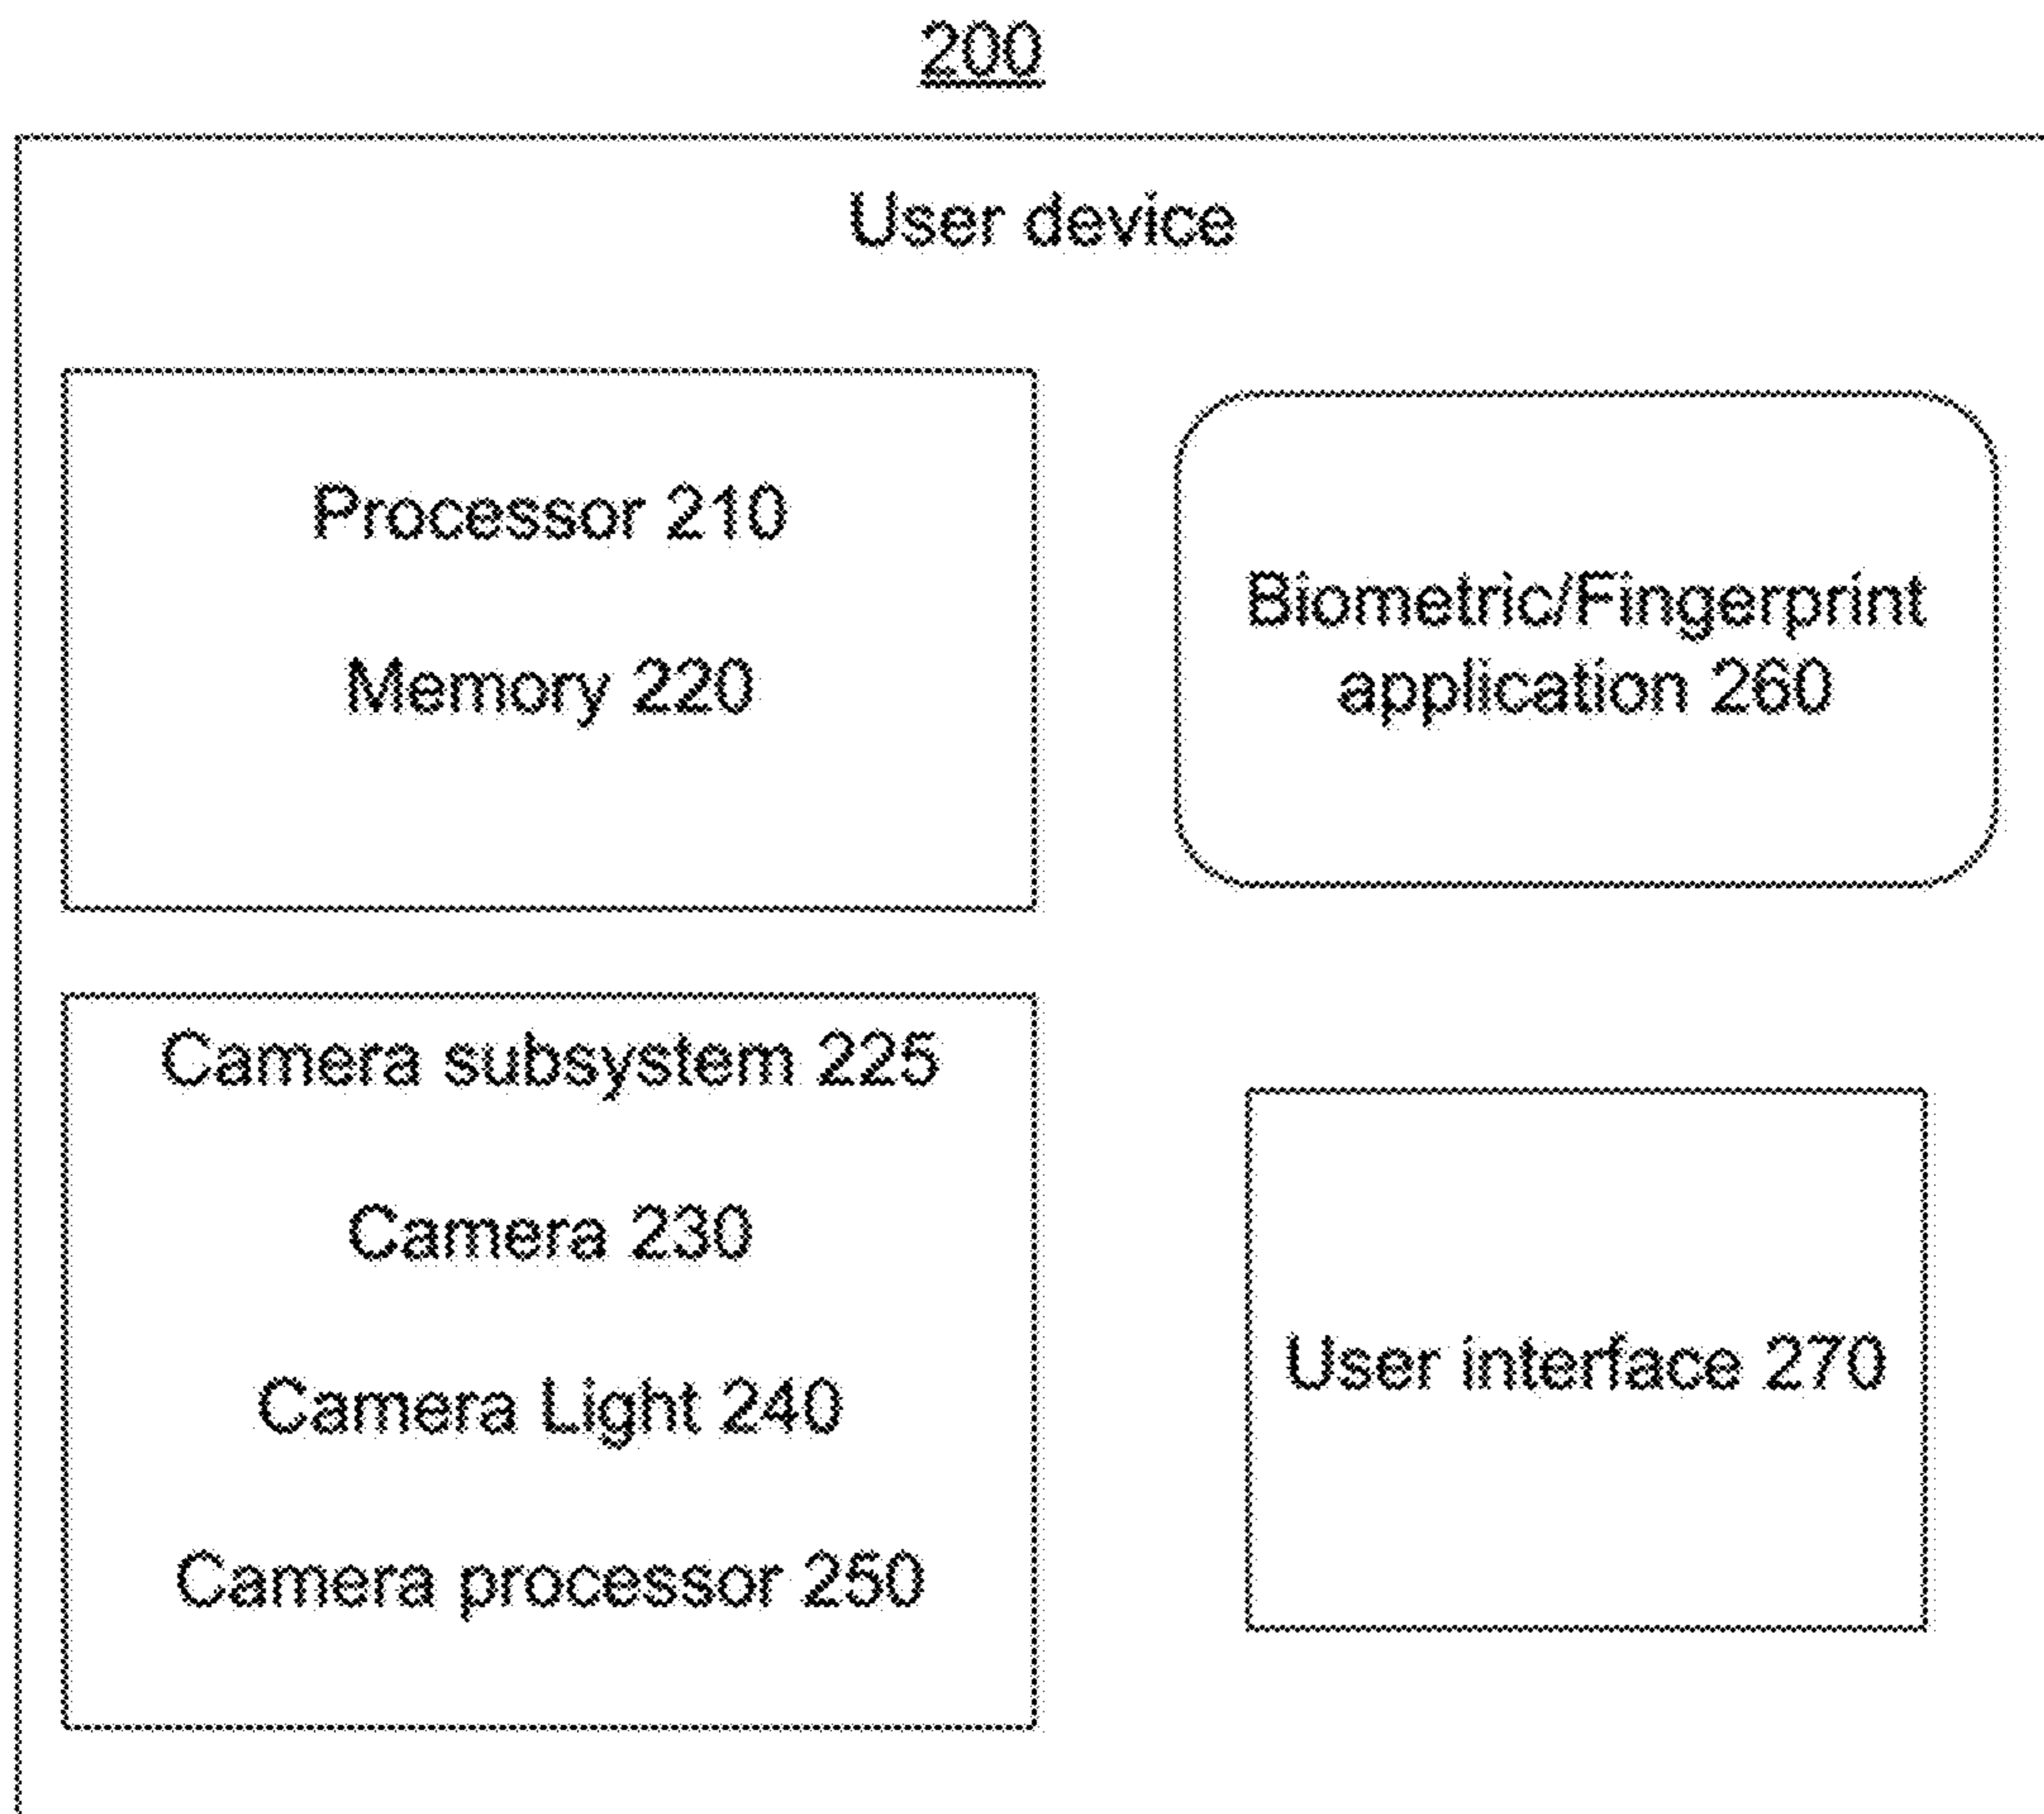 200
User device
Processor 210
Memory 220
Biometric/Fingerprint
application 260
Camera subsystem 225
Camera 230
Camera Light 240
Camera processor 250
User interface 270